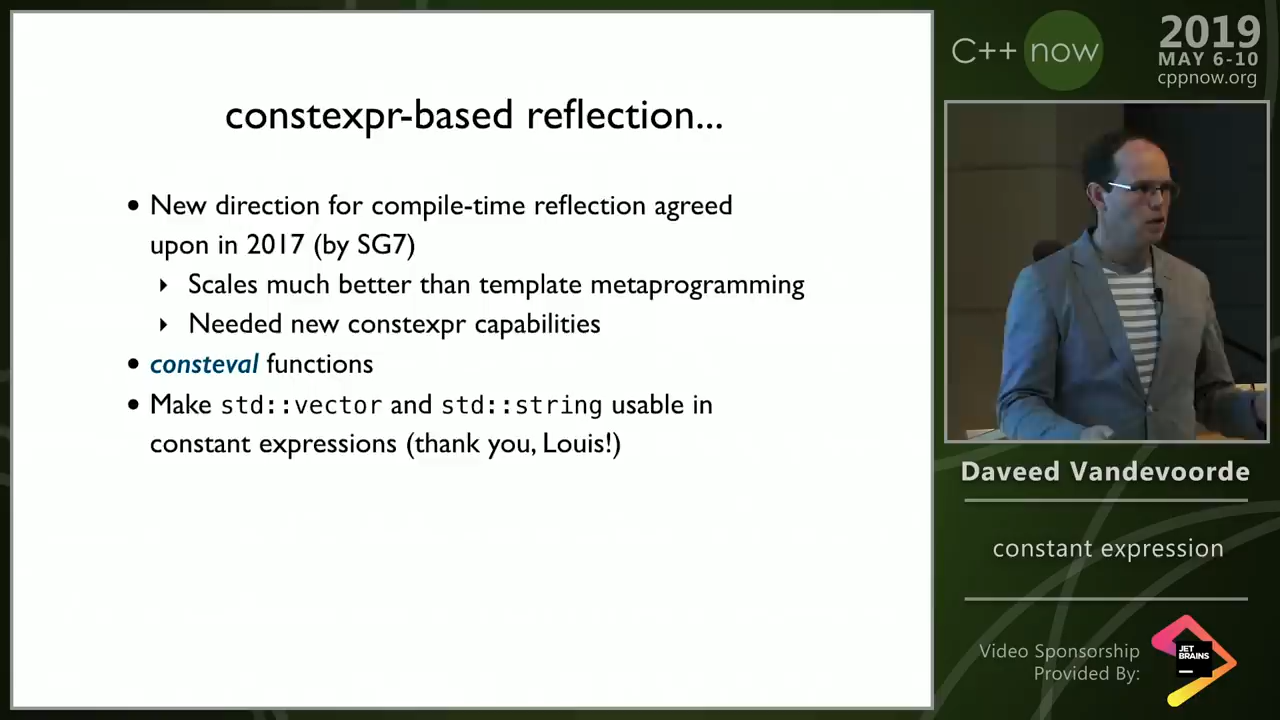 constexpr-based reflection...
• New direction for compile-time reflection agreed
upon in 2017 (by SG7)
‣ Scales much better than template metaprogramming
‣ Needed new constexpr capabilities
• consteval functions
• Make std::vector and std::string usable in
constant expressions (thank you, Louis!)
C++ now
2019
MAY 6-10
cppnow.org
Daveed Vandevoorde
constant expression
Video Sponsorship
Provided By:
JET
BRAINS